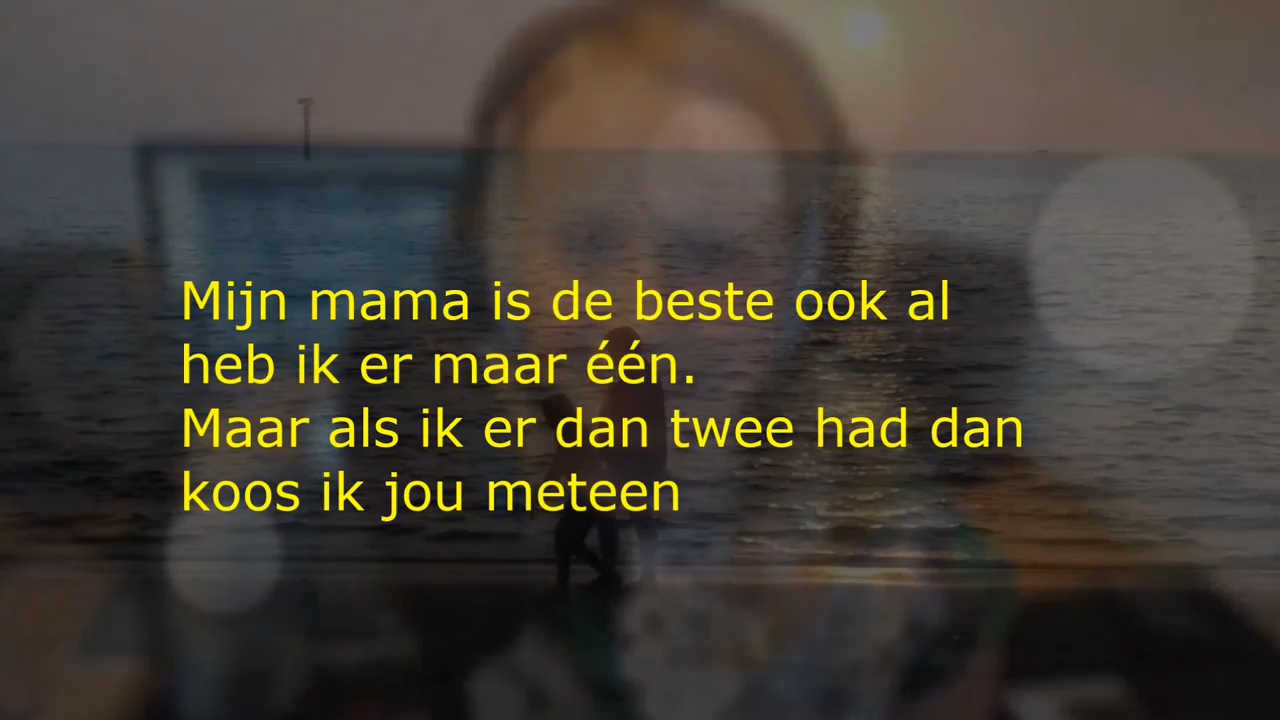 Mijn mama is de beste ook al
heb ik er maar één.
Maar als ik er dan twee had dan
koos ik jou meteen